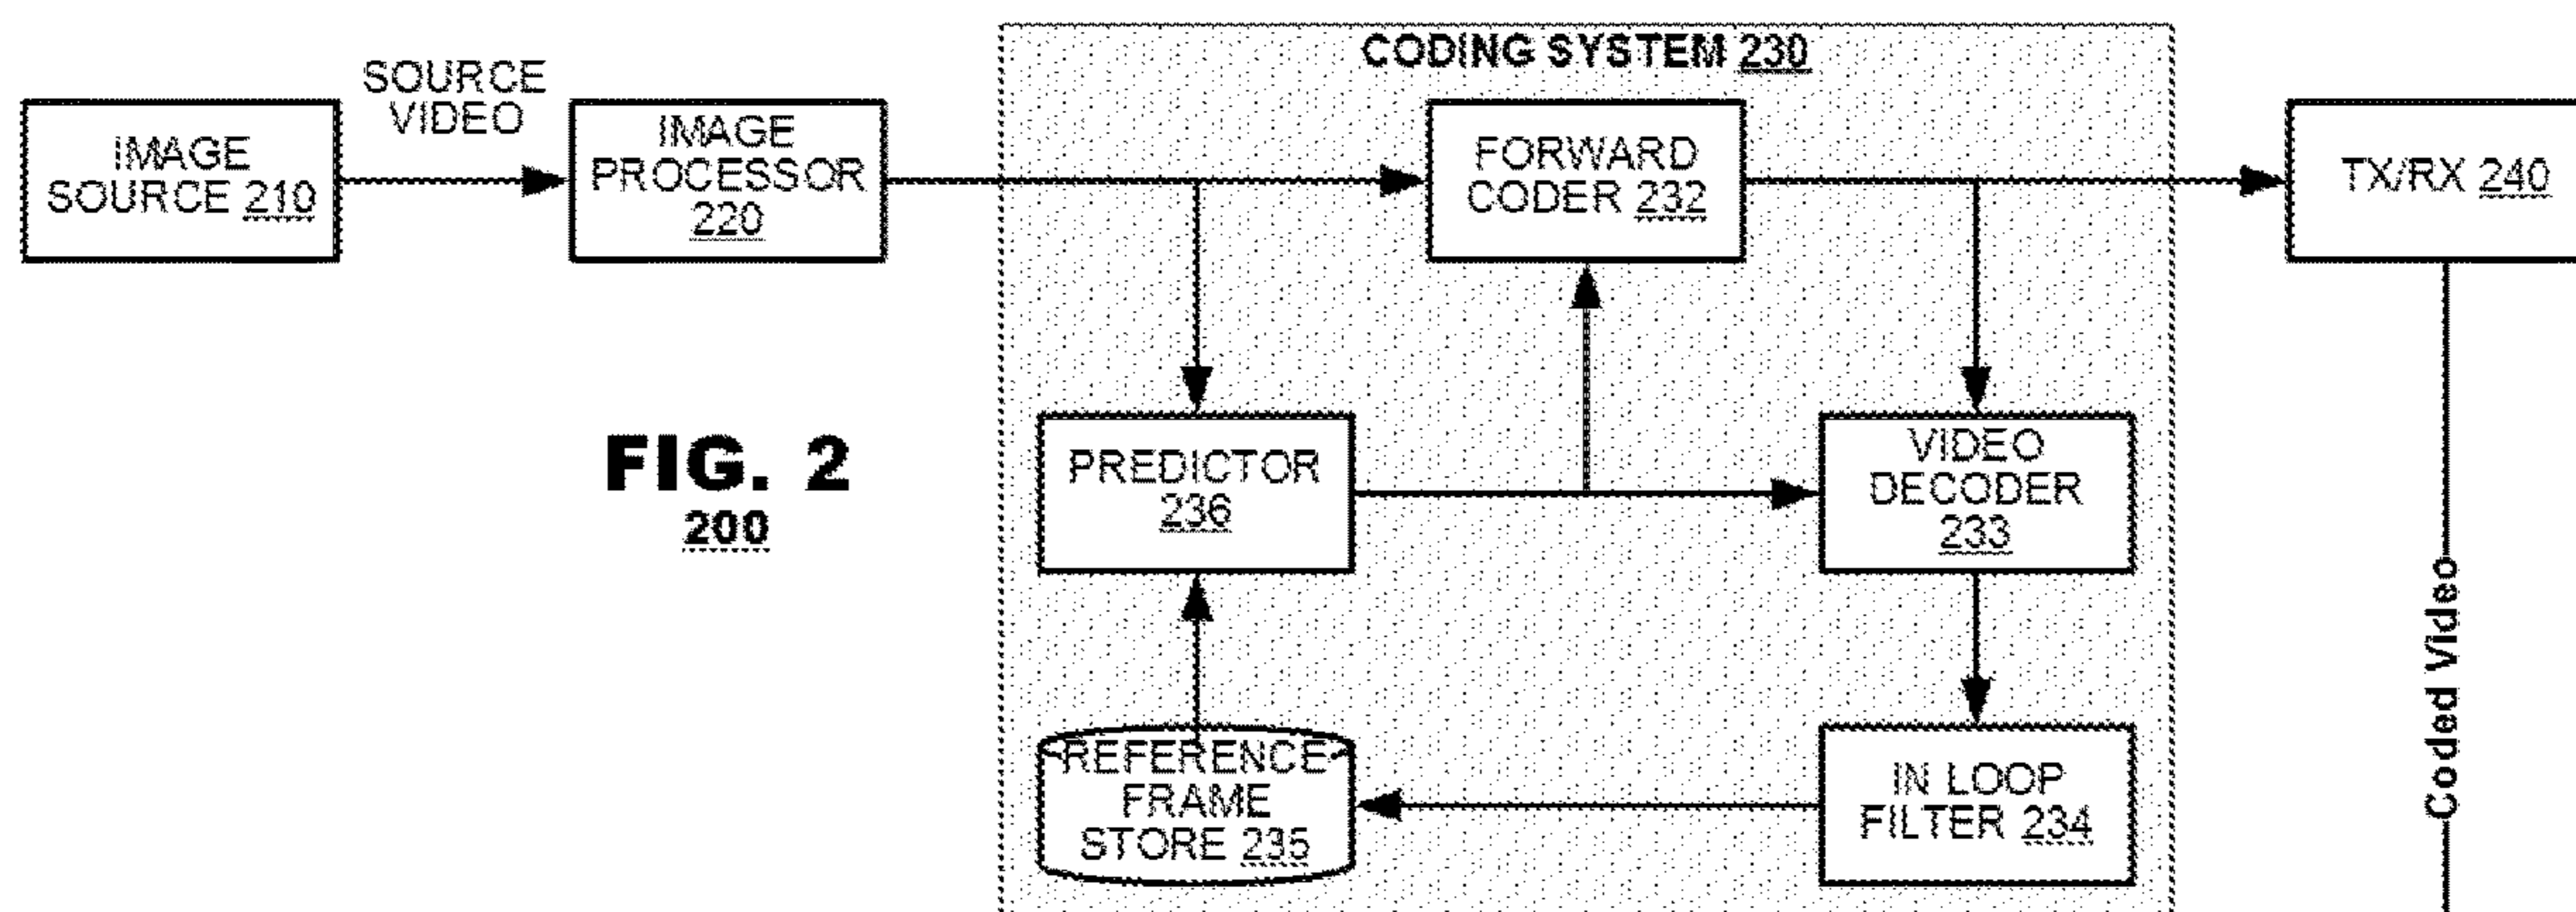 CODING SYSTEM 230
SOURCE
VIDEO
IMAGE
SOURCE 210
IMAGE
PROCESSOR
220
FORWARD
CODER 232
TX/RX 240
FIG. 2
200
PREDICTOR
236
VIDEO
DECODER
233
REFERENCE
FRAME
STORE 235
IN LOOP
FILTER 234
Coded Video